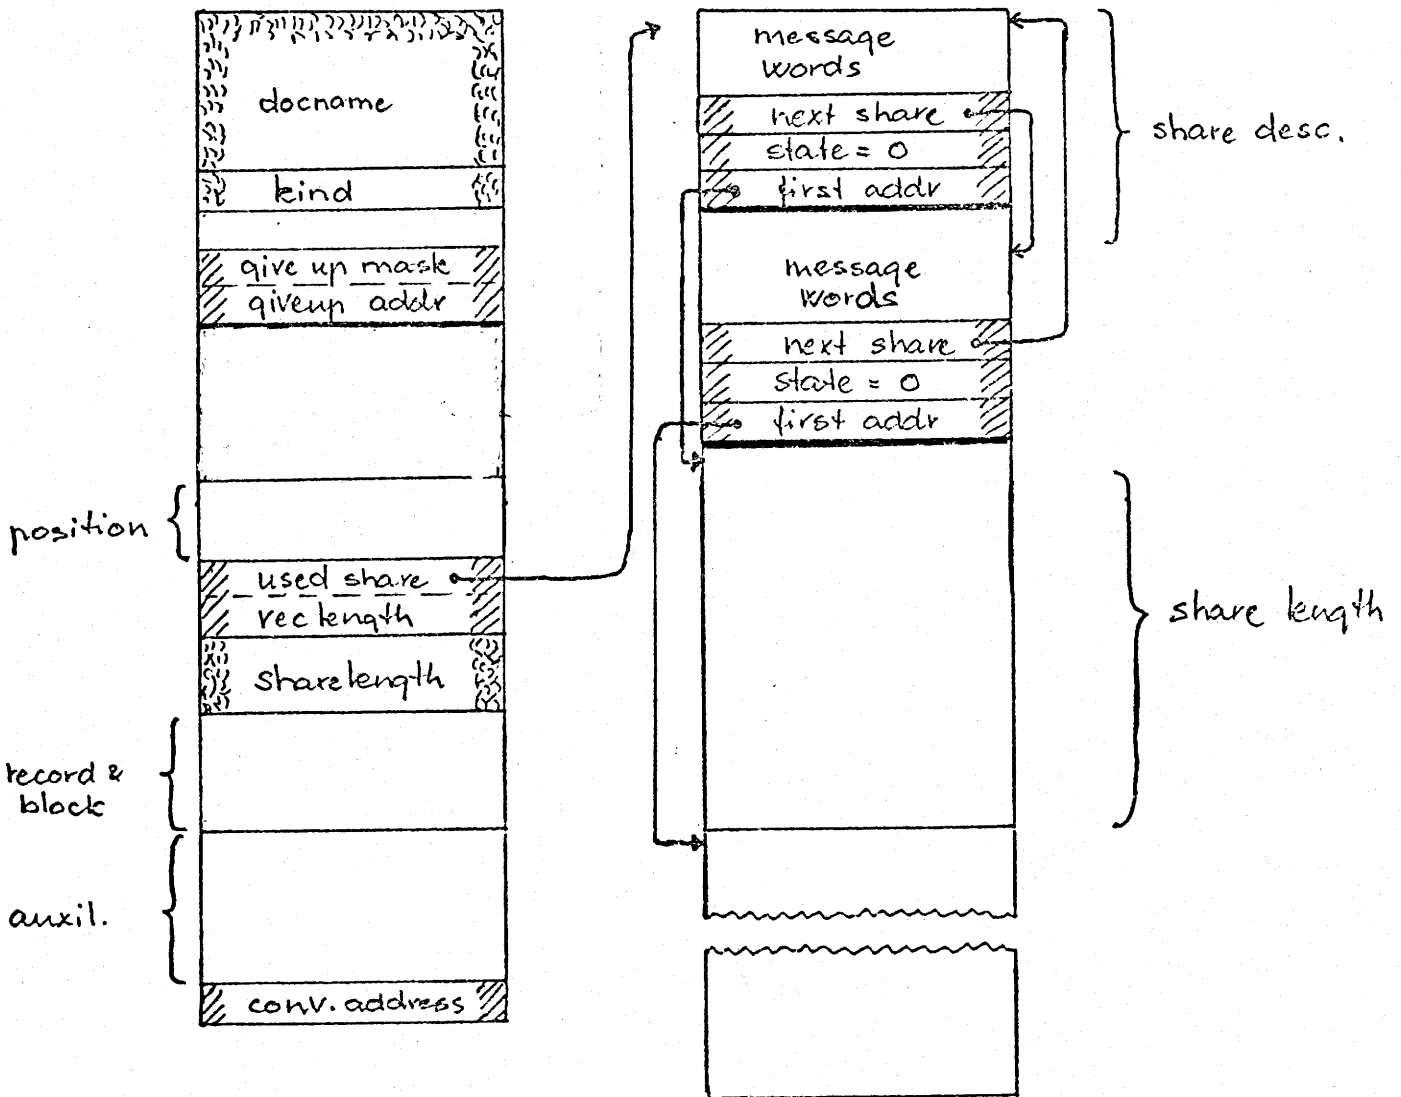 docname
kind
give up mask
giveup addr
position
used share
rec length
sharelength
record &
block
auxil.
conv. address
message
words
next share
state = 0
first addr
message
words
next share
state = 0
first addr
share desc.
share length